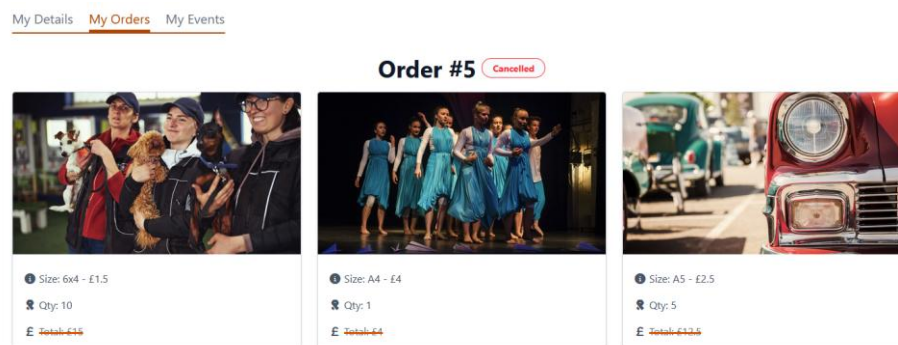 My Details My Orders My Events
Order #5 Cancelled
Size: 6x4 - £1.5
Qty: 10
£ Total: £15
Size: A4 - £4
Qty: 1
£ Total: £4
Size: A5 - £2.5
Qty: 5
£ Total: £12.5